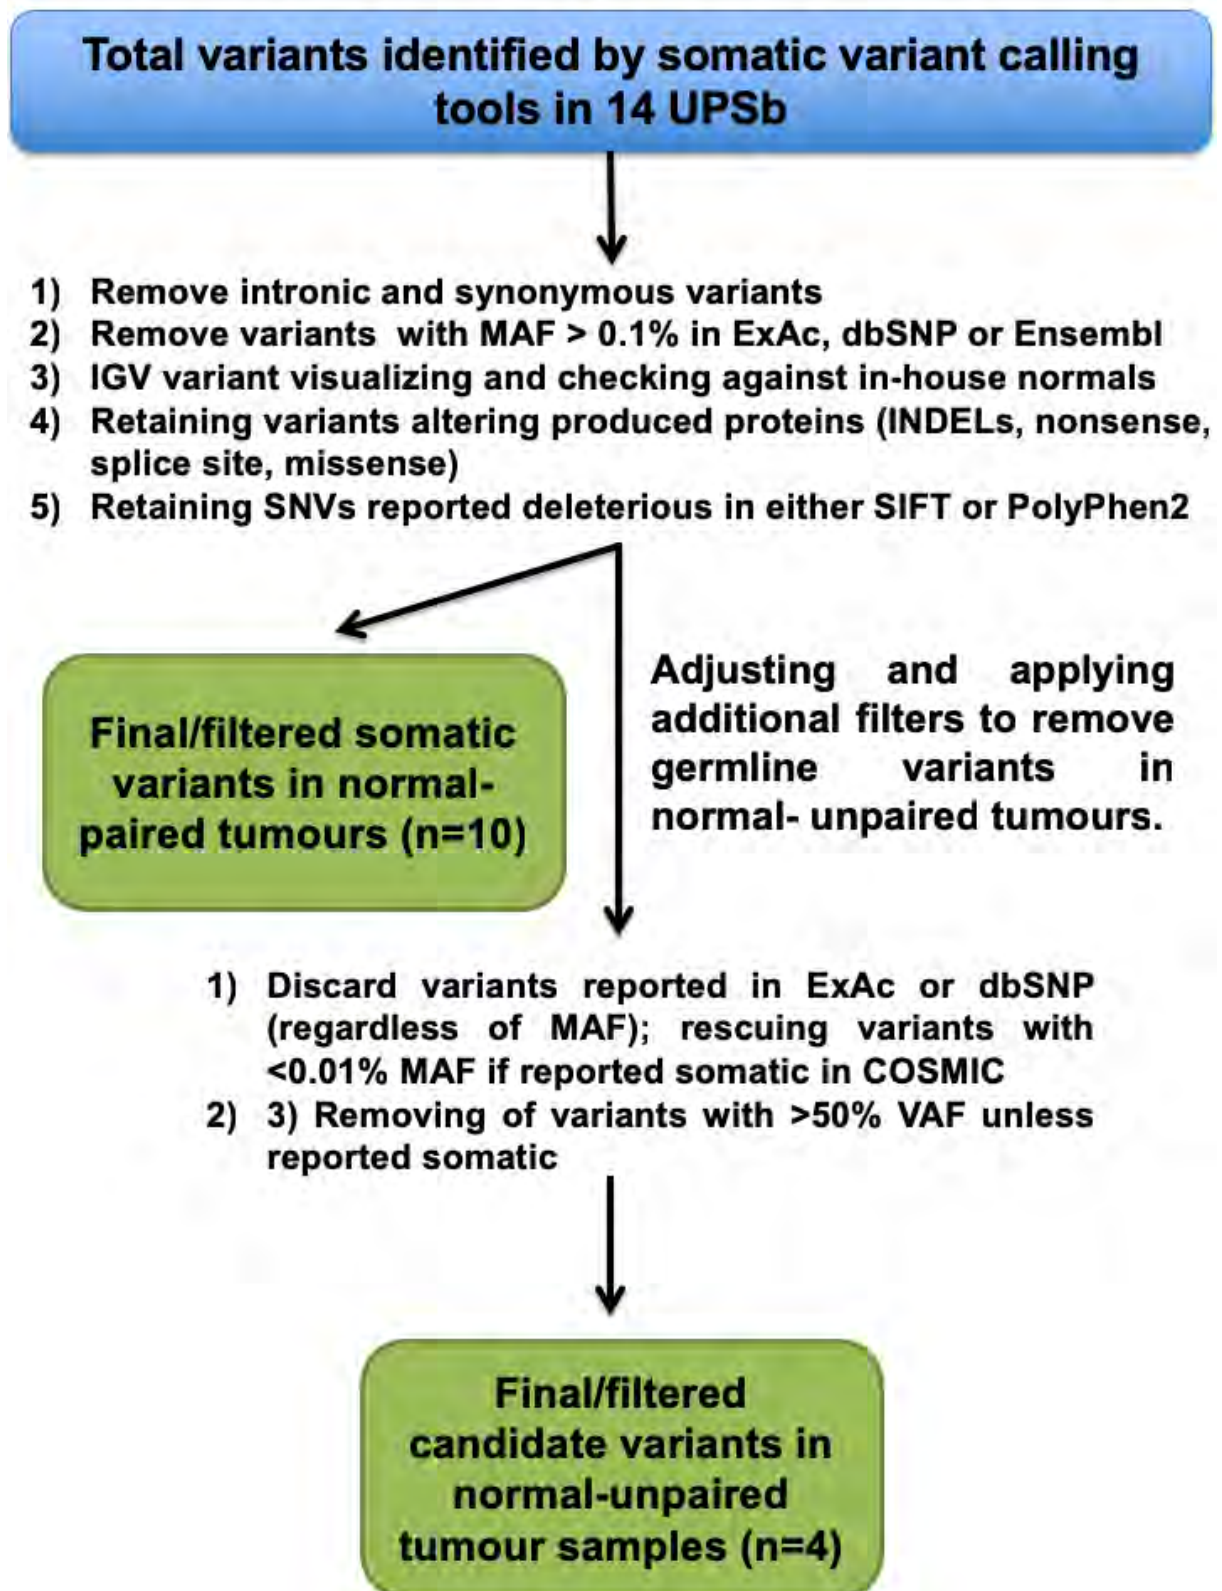 Total variants identified by somatic variant calling
tools in 14 UPSb
1) Remove intronic and synonymous variants
2) Remove variants with MAF > 0.1% in ExAc, dbSNP or Ensembl
3) IGV variant visualizing and checking against in-house normals
4) Retaining variants altering produced proteins (INDELs, nonsense,
splice site, missense)
5) Retaining SNVs reported deleterious in either SIFT or PolyPhen2
Final/filtered somatic
variants in normal-
paired tumours (n=10)
Adjusting and applying
additional filters to remove
germline variants in
normal- unpaired tumours.
1) Discard variants reported in ExAc or dbSNP
(regardless of MAF); rescuing variants with
<0.01% MAF if reported somatic in COSMIC
2) 3) Removing of variants with >50% VAF unless
reported somatic
Final/filtered
candidate variants in
normal-unpaired
tumour samples (n=4)